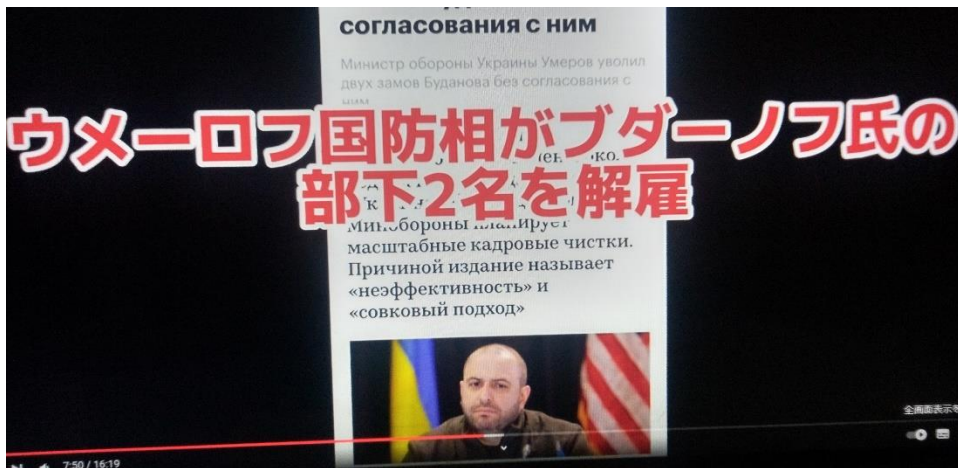 согласования с ним
Министр обороны Украины Умеров уволил
двух замов Буданова без согласования с
ним
ウメーロフ国防相がブダーノフ氏の
部下2名を解雇
Минобороны планирует
масштабные кадровые чистки.
Причиной издание называет
«неэффективность» и
«совковый подход»
全画面表示を
7:50 / 16:19